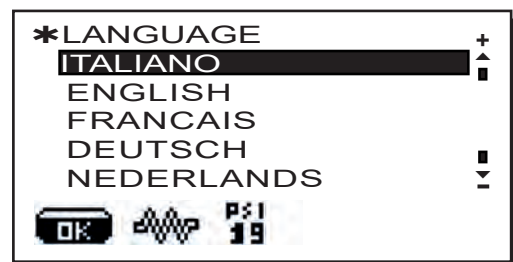 *LANGUAGE
+
ITALIANO
ENGLISH
FRANCAIS
DEUTSCH
NEDERLANDS
-
OK PSI
19